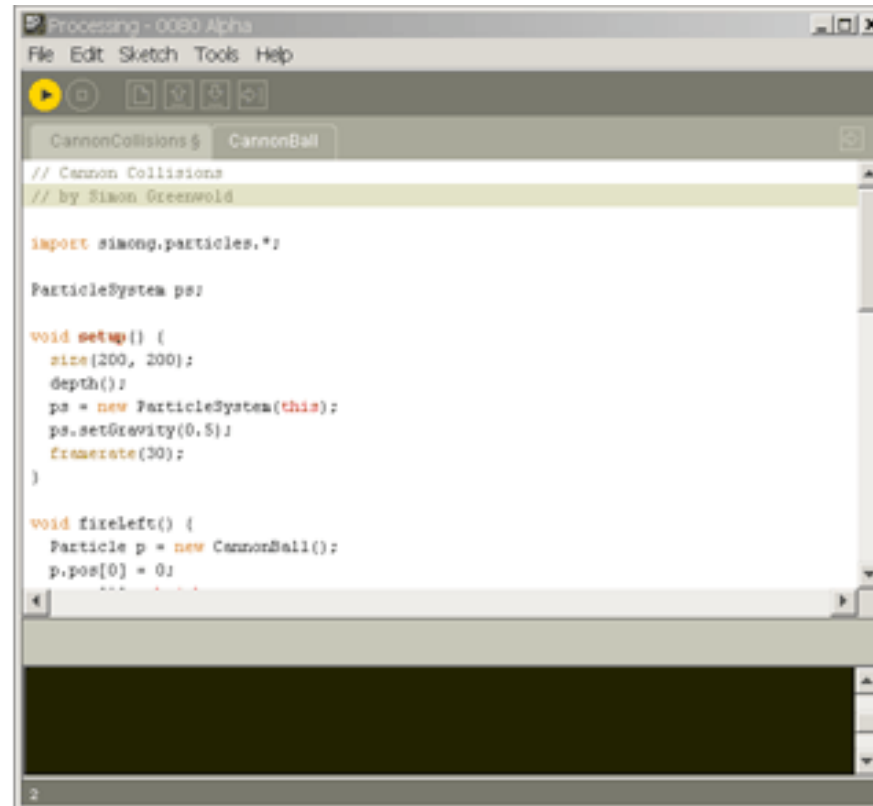 Processing - 0080 Alpha
File Edit Sketch Tools Help
CannonCollisions § CannonBall
// Cannon Collisions
// by Simon Greenwold
import simong.particles.*;
ParticleSystem ps;
void setup() {
size(200, 200);
depth();
ps = new ParticleSystem(this);
ps.setGravity(0.5);
framerate(30);
}
void fireLeft() {
Particle p = new CannonBall();
p.pos[0] = 0;
2